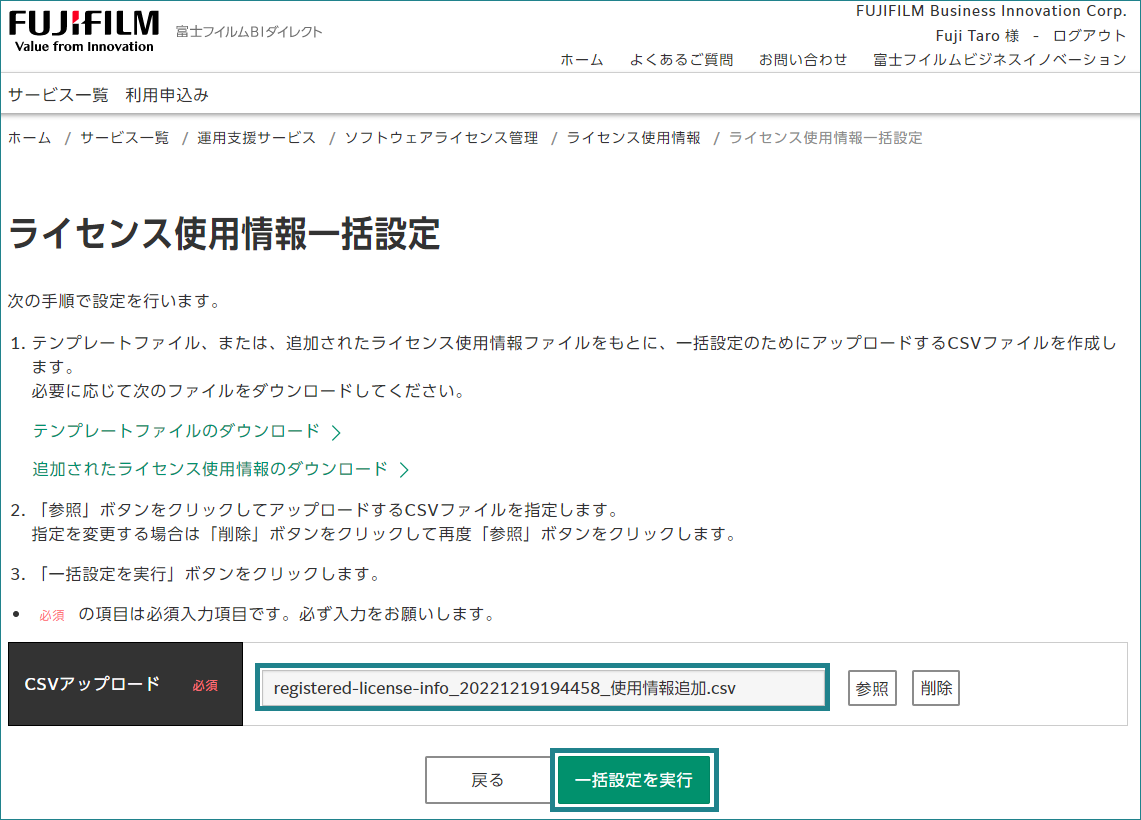 FUJIFILM
Value from Innovation
富士フイルムBIダイレクト
FUJIFILM Business Innovation Corp.
Fuji Taro 様 - ログアウト
ホーム よくあるご質問 お問い合わせ 富士フイルムビジネスイノベーション
サービス一覧 利用申込み
ホーム / サービス一覧 / 運用支援サービス / ソフトウェアライセンス管理 / ライセンス使用情報 / ライセンス使用情報一括設定
ライセンス使用情報一括設定
次の手順で設定を行います。
1. テンプレートファイル、または、追加されたライセンス使用情報ファイルをもとに、一括設定のためにアップロードするCSVファイルを作成し
ます。
必要に応じて次のファイルをダウンロードしてください。
テンプレートファイルのダウンロード
追加されたライセンス使用情報のダウンロード
2. 「参照」ボタンをクリックしてアップロードするCSVファイルを指定します。
指定を変更する場合は「削除」ボタンをクリックして再度「参照」ボタンをクリックします。
3. 「一括設定を実行」ボタンをクリックします。
• 必須 の項目は必須入力項目です。必ず入力をお願いします。
CSVアップロード 必須 registered-license-info_20221219194458_使用情報追加.csv 参照 削除
戻る 一括設定を実行